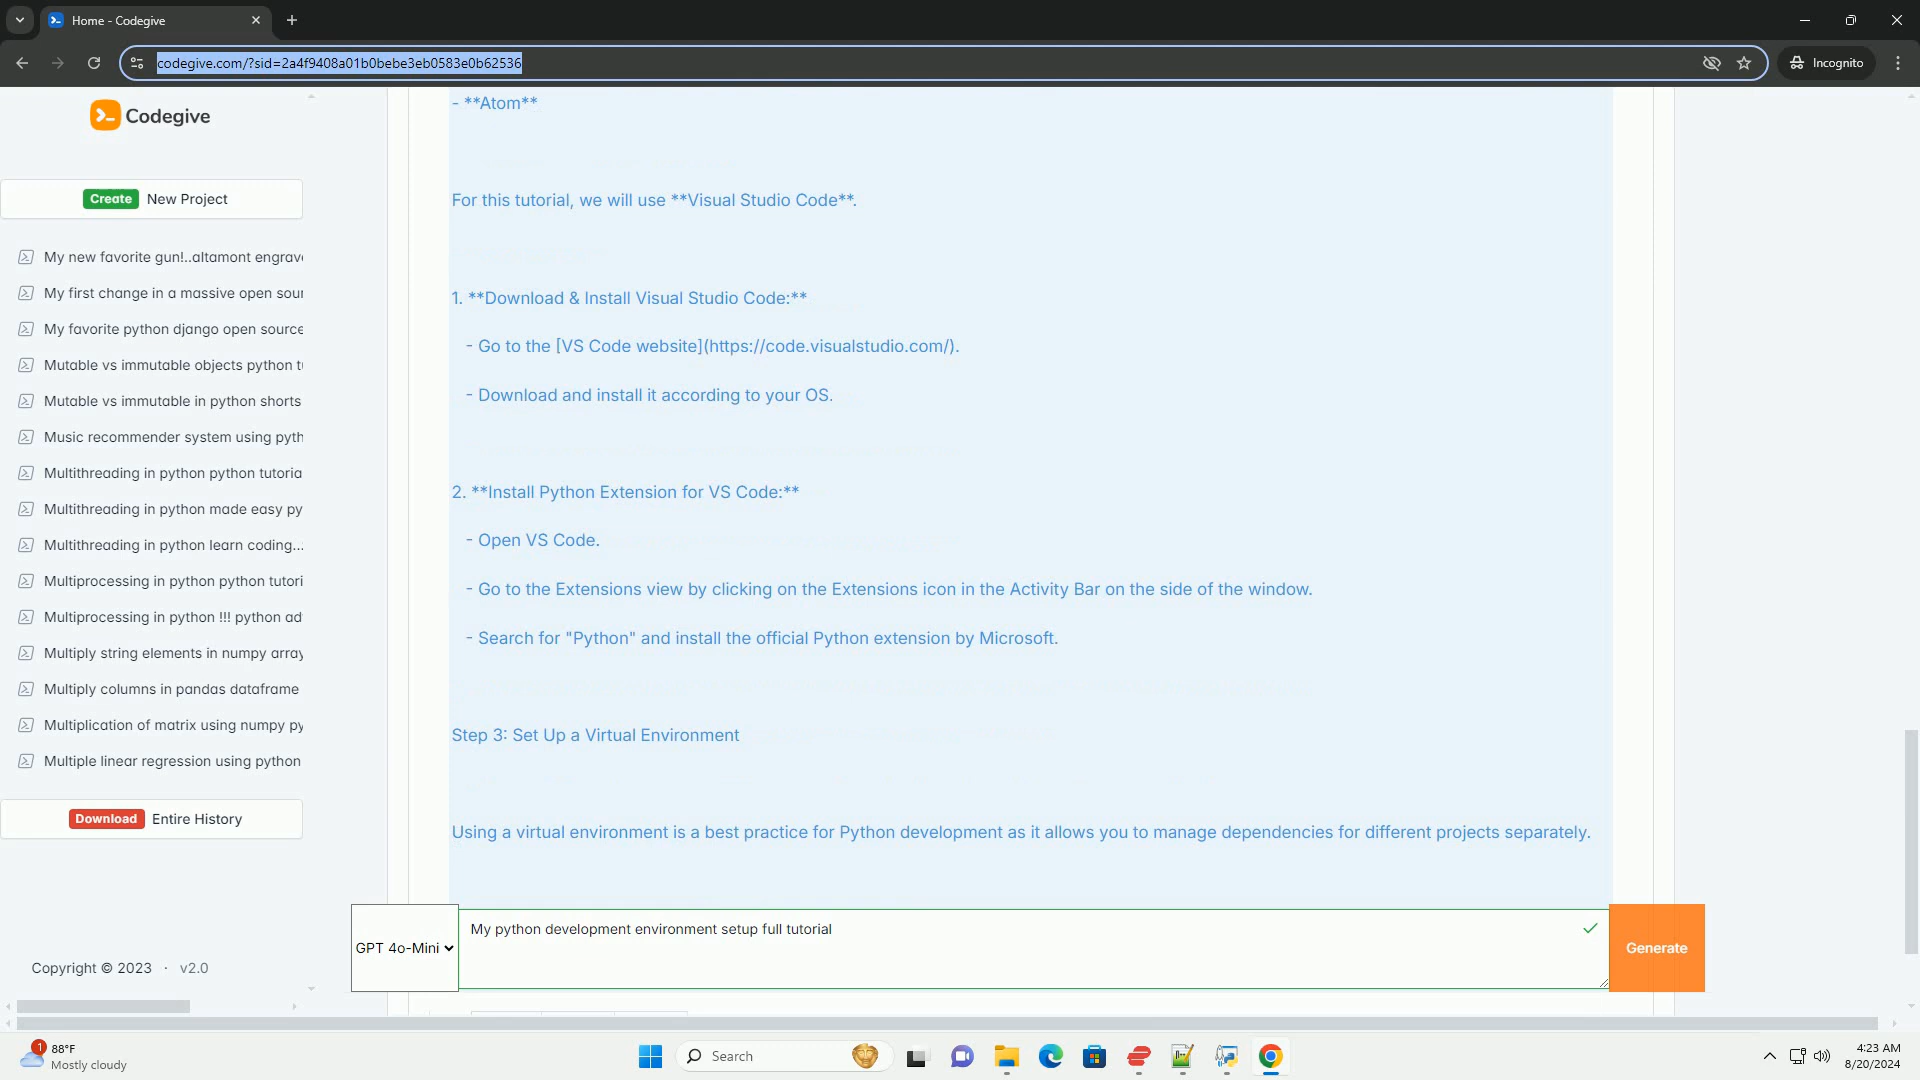 Home - Codegive
codegive.com/?sid=2a4f9408a01b0bebe3eb0583e0b62536
Incognito
Codegive
Create New Project
My new favorite gun!..altamont engrav
My first change in a massive open sour
My favorite python django open source
Mutable vs immutable objects python tu
Mutable vs immutable in python shorts
Music recommender system using pyth
Multithreading in python python tutoria
Multithreading in python made easy py
Multithreading in python learn coding...
Multiprocessing in python python tutori
Multiprocessing in python !!! python ad
Multiply string elements in numpy array
Multiply columns in pandas dataframe
Multiplication of matrix using numpy py
Multiple linear regression using python
Download Entire History
Copyright © 2023 · v2.0
- **Atom**
For this tutorial, we will use **Visual Studio Code**.
1. **Download & Install Visual Studio Code:**
- Go to the [VS Code website](https://code.visualstudio.com/).
- Download and install it according to your OS.
2. **Install Python Extension for VS Code:**
- Open VS Code.
- Go to the Extensions view by clicking on the Extensions icon in the Activity Bar on the side of the window.
- Search for "Python" and install the official Python extension by Microsoft.
Step 3: Set Up a Virtual Environment
Using a virtual environment is a best practice for Python development as it allows you to manage dependencies for different projects separately.
GPT 4o-Mini
My python development environment setup full tutorial
Generate
1
88°F
Mostly cloudy
Search
4:23 AM
8/20/2024